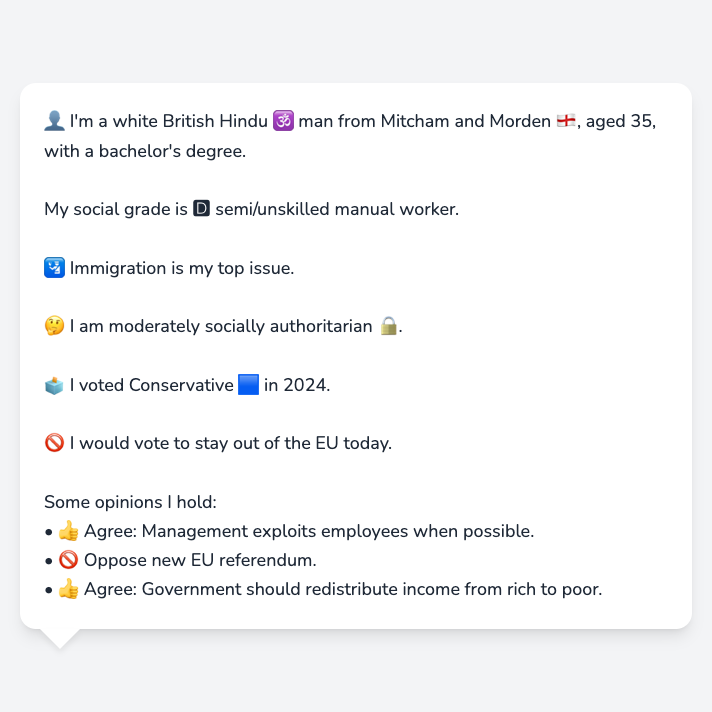 👤 I'm a white British Hindu 🕉 man from Mitcham and Morden 🏴󠁧󠁢󠁥󠁮󠁧󠁿, aged 35,
with a bachelor's degree.
My social grade is 🅳 semi/unskilled manual worker.
🛂 Immigration is my top issue.
🤔 I am moderately socially authoritarian 🔒.
🗳️ I voted Conservative 🟦 in 2024.
🚫 I would vote to stay out of the EU today.
Some opinions I hold:
• 👍 Agree: Management exploits employees when possible.
• 🚫 Oppose new EU referendum.
• 👍 Agree: Government should redistribute income from rich to poor.